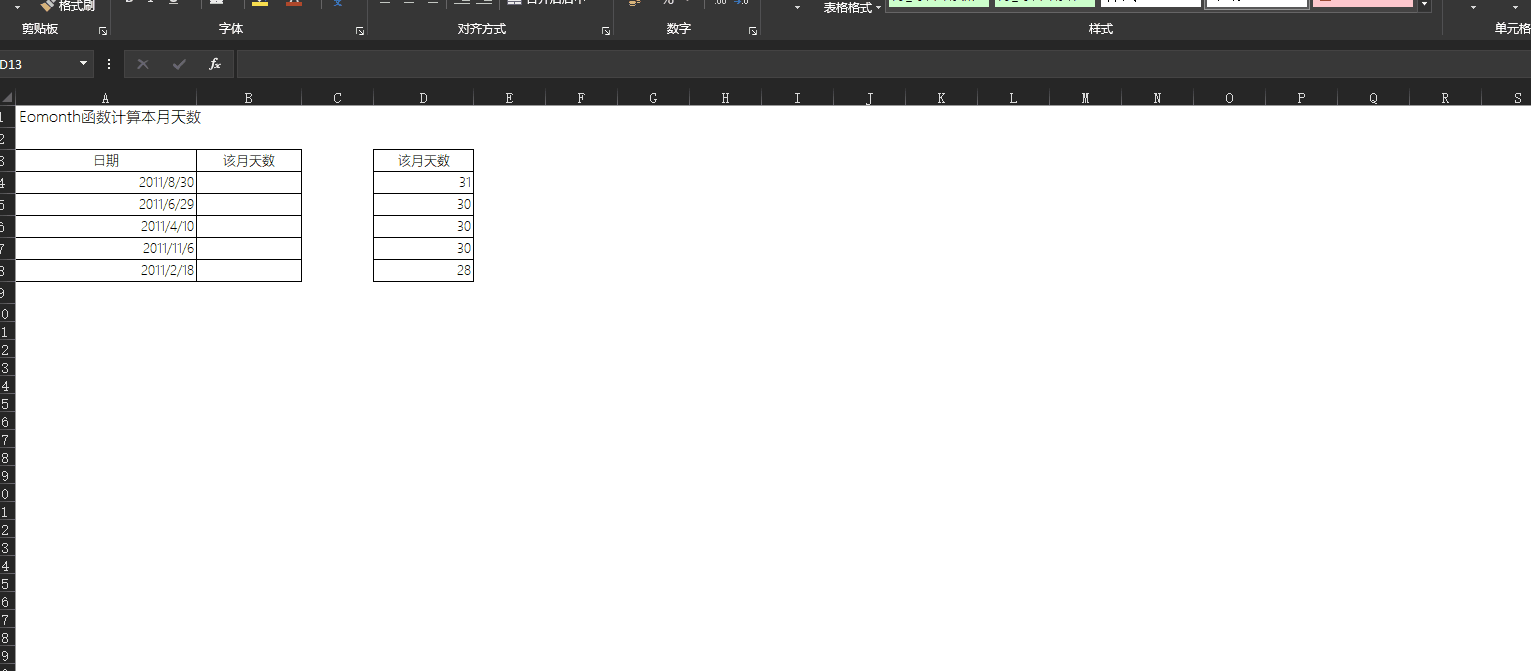 格式刷
表格格式
剪贴板 字体 对齐方式 数字 样式 单元格
D13 fx
A B C D E F G H I J K L M N O P Q R S
Eomonth函数计算本月天数
日期 该月天数 该月天数
2011/8/30 31
2011/6/29 30
2011/4/10 30
2011/11/6 30
2011/2/18 28